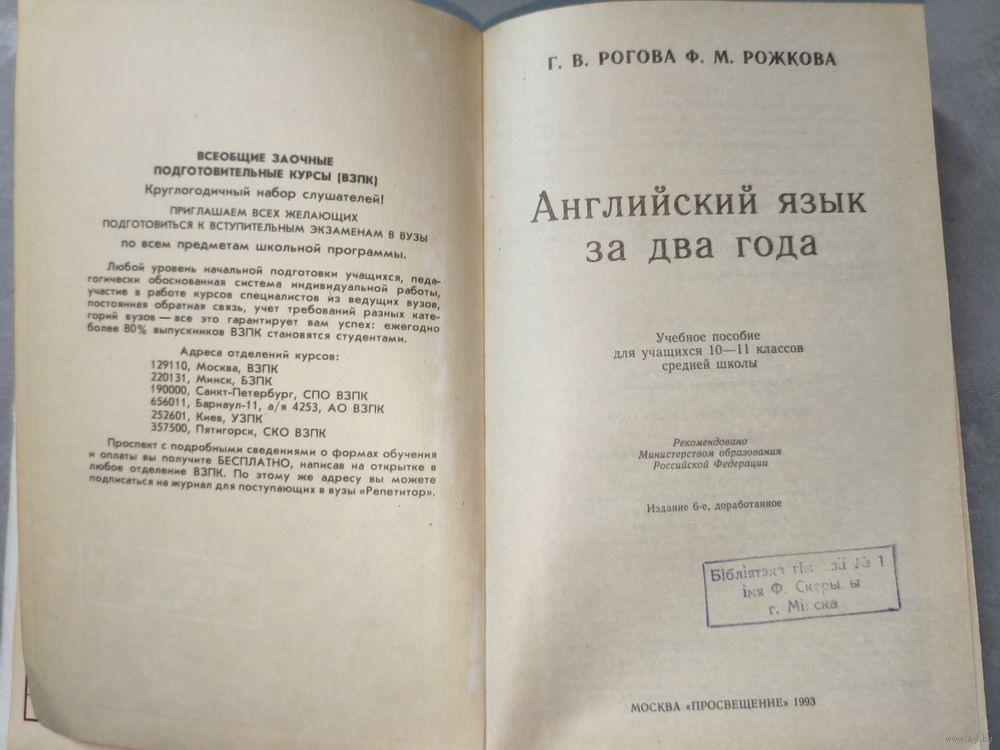 ВСЕОБЩИЕ ЗАОЧНЫЕ
ПОДГОТОВИТЕЛЬНЫЕ КУРСЫ (ВЗПК)
Круглогодичный набор слушателей!
ПРИГЛАШАЕМ ВСЕХ ЖЕЛАЮЩИХ
ПОДГОТОВИТЬСЯ К ВСТУПИТЕЛЬНЫМ ЭКЗАМЕНАМ В ВУЗЫ
по всем предметам школьной программы.
Любой уровень начальной подготовки учащихся, педа-
гогически обоснованная система индивидуальной работы,
участие в работе курсов специалистов из ведущих вузов,
постоянная обратная связь, учет требований разных кате-
горий вузов — все это гарантирует вам успех: ежегодно
более 80% выпускников ВЗПК становятся студентами.
Адреса отделений курсов:
129110, Москва, ВЗПК
220131, Минск, БЗПК
190000, Санкт-Петербург, СПО ВЗПК
656011, Барнаул-11, а/я 4253, АО ВЗПК
252601, Киев, УЗПК
357500, Пятигорск, СКО ВЗПК
Проспект с подробными сведениями о формах обучения
и оплаты вы получите БЕСПЛАТНО, написав на открытке в
любое отделение ВЗПК. По этому же адресу вы можете
подписаться на журнал для поступающих в вузы «Репетитор».
Г. В. РОГОВА Ф. М. РОЖКОВА
Английский язык
за два года
Учебное пособие
для учащихся 10—11 классов
средней школы
Рекомендовано
Министерством образования
Российской Федерации
Издание 6-е, доработанное
Бібліятэка № 1
імя Ф.
г.
МОСКВА «ПРОСВЕЩЕНИЕ» 1993
www.ay.by